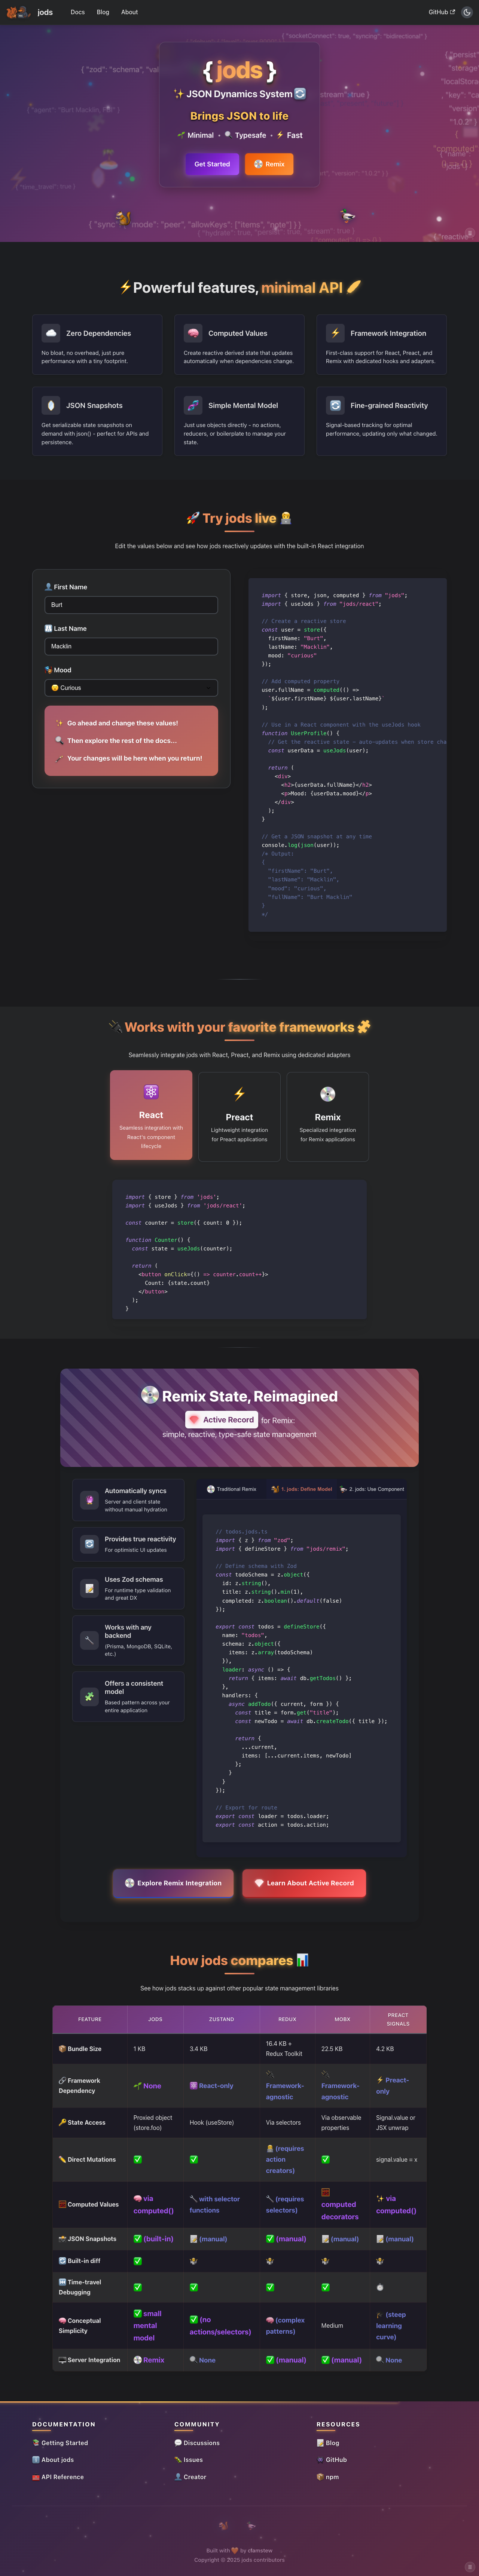 jods
Docs
Blog
About
GitHub
{ "socketConnect": true, "syncing": "bidirectional" }
{ jods }
✨ JSON Dynamics System 🔄
Brings JSON to life
🌱 Minimal • Typesafe • ⚡ Fast
Get Started
💿 Remix
⚡Powerful features, minimal API
Zero Dependencies
No bloat, no overhead, just pure
performance with a tiny footprint.
Computed Values
Create reactive derived state that updates
automatically when dependencies change.
Framework Integration
First-class support for React, Preact, and
Remix with dedicated hooks and adapters.
JSON Snapshots
Get serializable state snapshots on
demand with json() - perfect for APIs and
persistence.
Simple Mental Model
Just use objects directly - no actions,
reducers, or boilerplate to manage your
state.
Fine-grained Reactivity
Signal-based tracking for optimal
performance, updating only what changed.
🚀 Try jods live
Edit the values below and see how jods reactively updates with the built-in React integration
First Name
Burt
Last Name
Macklin
Mood
Curious
Go ahead and change these values!
Then explore the rest of the docs...
Your changes will be here when you return!
import { store, json, computed } from "jods";
import { useJods } from "jods/react";
// Create a reactive store
const user = store({
firstName: "Burt",
lastName: "Macklin",
mood: "curious"
});
// Add computed property
user.fullName = computed(() =>
`${user.firstName} ${user.lastName}`
);
// Use in a React component with the useJods hook
function UserProfile() {
// Get the reactive state - auto-updates when store cha
const userData = useJods(user);
return (
<div>
<h2>{userData.fullName}</h2>
<p>Mood: {userData.mood}</p>
</div>
);
}
// Get a JSON snapshot at any time
console.log(json(user));
/* Output:
{
"firstName": "Burt",
"lastName": "Macklin",
"mood": "curious",
"fullName": "Burt Macklin"
}
*/
Works with your favorite frameworks
Seamlessly integrate jods with React, Preact, and Remix using dedicated adapters
React
Seamless integration with
React's component
lifecycle
Preact
Lightweight integration
for Preact applications
Remix
Specialized integration
for Remix applications
import { store } from 'jods';
import { useJods } from 'jods/react';
const counter = store({ count: 0 });
function Counter() {
const state = useJods(counter);
return (
<button onClick={() => counter.count++}>
Count: {state.count}
</button>
);
}
💿 Remix State, Reimagined
Active Record for Remix:
simple, reactive, type-safe state management
Automatically syncs
Server and client state
without manual hydration
Provides true reactivity
For optimistic UI updates
Uses Zod schemas
For runtime type validation
and great DX
Works with any
backend
(Prisma, MongoDB, SQLite,
etc.)
Offers a consistent
model
Based pattern across your
entire application
Traditional Remix
1. jods: Define Model
2. jods: Use Component
// todos.jods.ts
import { z } from "zod";
import { defineStore } from "jods/remix";
// Define schema with Zod
const todoSchema = z.object({
id: z.string(),
title: z.string().min(1),
completed: z.boolean().default(false)
});
export const todos = defineStore({
name: "todos",
schema: z.object({
items: z.array(todoSchema)
}),
loader: async () => {
return { items: await db.getTodos() };
},
handlers: {
async addTodo({ current, form }) {
const title = form.get("title");
const newTodo = await db.createTodo({ title });
return {
...current,
items: [...current.items, newTodo]
};
}
}
});
// Export for route
export const loader = todos.loader;
export const action = todos.action;
Explore Remix Integration
Learn About Active Record
How jods compares 📊
See how jods stacks up against other popular state management libraries
FEATURE
JODS
ZUSTAND
REDUX
MOBX
PREACT
SIGNALS
Bundle Size
1 KB
3.4 KB
16.4 KB +
Redux Toolkit
22.5 KB
4.2 KB
Framework
Dependency
None
React-only
Framework-
agnostic
Framework-
agnostic
Preact-
only
State Access
Proxied object
(store.foo)
Hook (useStore)
Via selectors
Via observable
properties
Signal.value or
JSX unwrap
Direct Mutations
✅
✅
(requires
action
creators)
✅
signal.value = x
Computed Values
via
computed()
with selector
functions
(requires
selectors)
computed
decorators
via
computed()
JSON Snapshots
✅ (built-in)
(manual)
✅ (manual)
(manual)
(manual)
Built-in diff
✅
Time-travel
Debugging
✅
✅
✅
✅
Conceptual
Simplicity
✅ small
mental
model
✅ (no
actions/selectors)
(complex
patterns)
Medium
(steep
learning
curve)
Server Integration
Remix
None
✅ (manual)
✅ (manual)
None
DOCUMENTATION
Getting Started
About jods
API Reference
COMMUNITY
Discussions
Issues
Creator
RESOURCES
Blog
GitHub
npm
Built with 🤎 by clamstew
Copyright © 2025 jods contributors